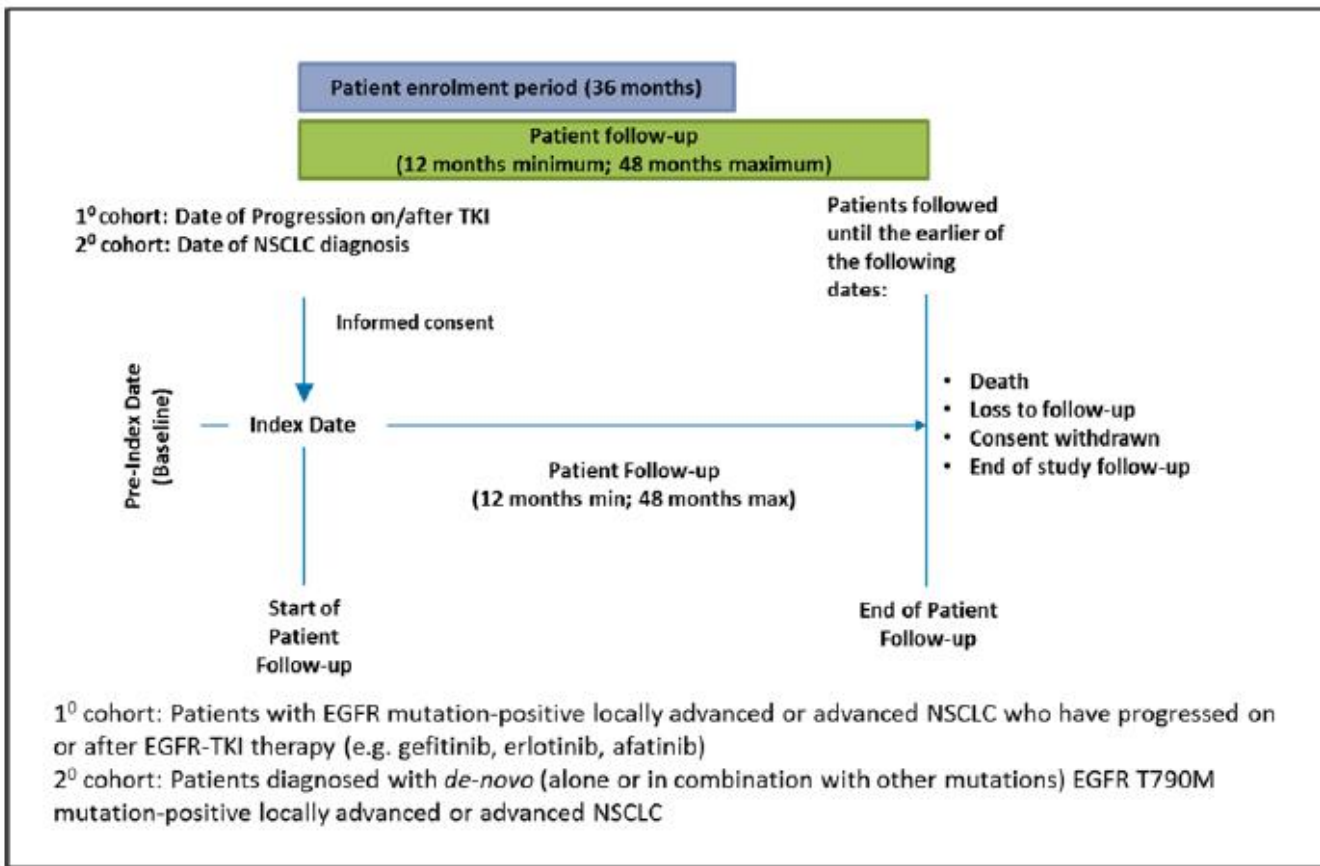 Patient enrolment period (36 months)
Patient follow-up
(12 months minimum; 48 months maximum)
1⁰ cohort: Date of Progression on/after TKI
2⁰ cohort: Date of NSCLC diagnosis
Patients followed
until the earlier of
the following
dates:
Informed consent
Pre-Index Date
(Baseline)
Index Date
• Death
• Loss to follow-up
• Consent withdrawn
• End of study follow-up
Patient Follow-up
(12 months min; 48 months max)
Start of
Patient
Follow-up
End of Patient
Follow-up
1⁰ cohort: Patients with EGFR mutation-positive locally advanced or advanced NSCLC who have progressed on
or after EGFR-TKI therapy (e.g. gefitinib, erlotinib, afatinib)
2⁰ cohort: Patients diagnosed with de-novo (alone or in combination with other mutations) EGFR T790M
mutation-positive locally advanced or advanced NSCLC